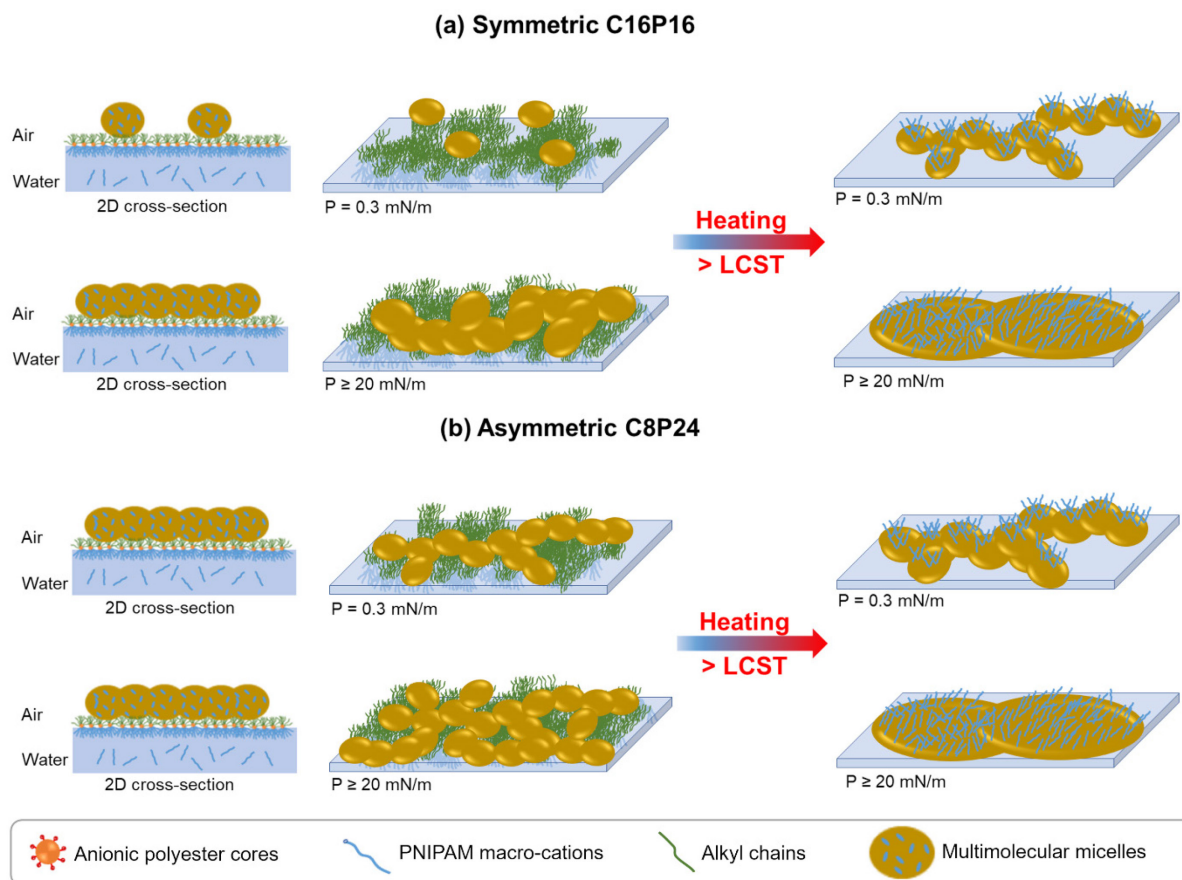 (a) Symmetric C16P16
Air
Water
2D cross-section
P = 0.3 mN/m
Heating
> LCST
P = 0.3 mN/m
Air
Water
2D cross-section
P ≥ 20 mN/m
P ≥ 20 mN/m
(b) Asymmetric C8P24
Air
Water
2D cross-section
P = 0.3 mN/m
Heating
> LCST
P = 0.3 mN/m
Air
Water
2D cross-section
P ≥ 20 mN/m
P ≥ 20 mN/m
Anionic polyester cores
PNIPAM macro-cations
Alkyl chains
Multimolecular micelles